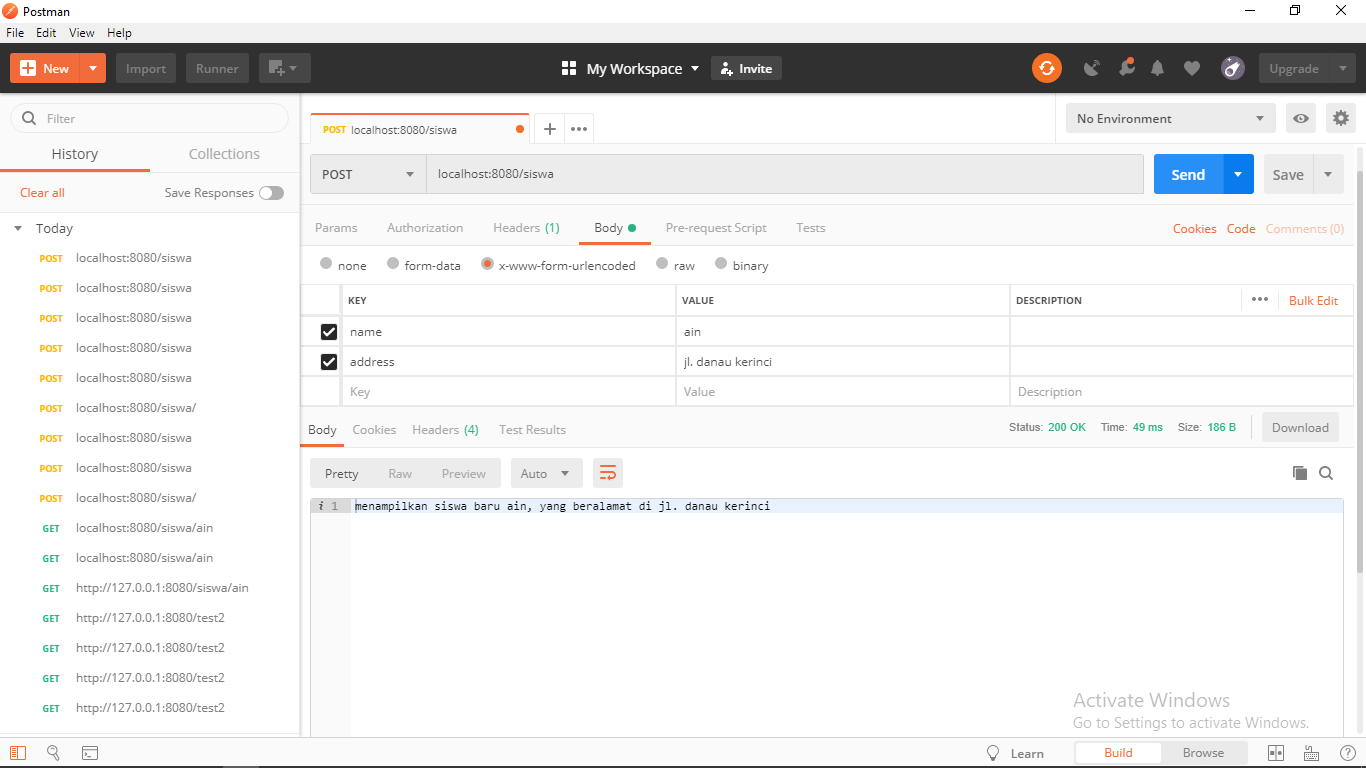 Postman
File Edit View Help
New Import Runner My Workspace Invite Upgrade
Filter
History Collections
Clear all Save Responses
Today
POST localhost:8080/siswa
POST localhost:8080/siswa
POST localhost:8080/siswa
POST localhost:8080/siswa
POST localhost:8080/siswa
POST localhost:8080/siswa/
POST localhost:8080/siswa
POST localhost:8080/siswa
POST localhost:8080/siswa/
GET localhost:8080/siswa/ain
GET localhost:8080/siswa/ain
GET http://127.0.0.1:8080/siswa/ain
GET http://127.0.0.1:8080/test2
GET http://127.0.0.1:8080/test2
GET http://127.0.0.1:8080/test2
GET http://127.0.0.1:8080/test2
POST localhost:8080/siswa
No Environment
POST localhost:8080/siswa Send Save
Params Authorization Headers (1) Body Pre-request Script Tests Cookies Code Comments (0)
none form-data x-www-form-urlencoded raw binary
KEY VALUE DESCRIPTION Bulk Edit
name ain
address jl. danau kerinci
Key Value Description
Body Cookies Headers (4) Test Results Status: 200 OK Time: 49 ms Size: 186 B Download
Pretty Raw Preview Auto
i 1 menampilkan siswa baru ain, yang beralamat di jl. danau kerinci
Activate Windows
Go to Settings to activate Windows.
Learn Build Browse